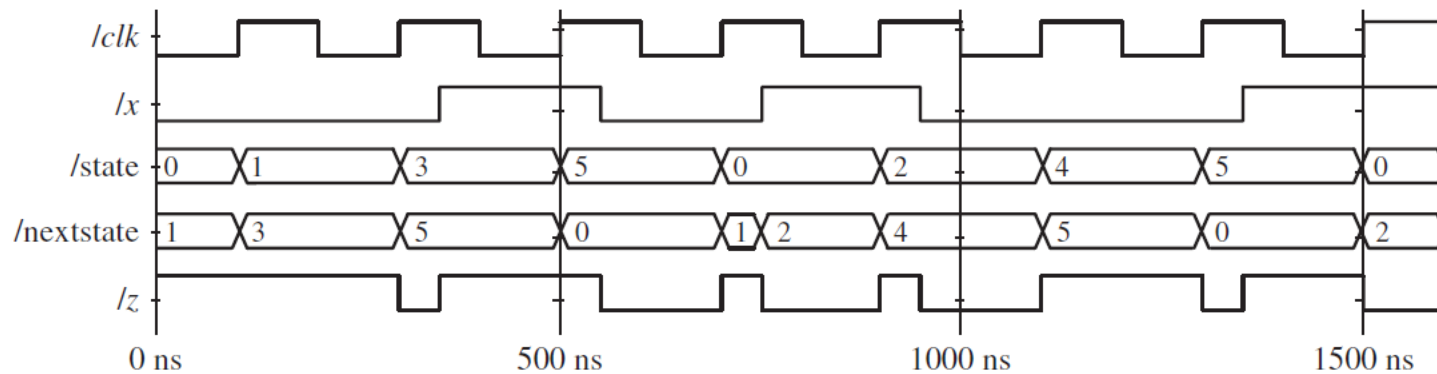 /clk
/x
/state 0 1 3 5 0 2 4 5 0
/nextstate 1 3 5 0 1 2 4 5 0 2
/z
0 ns 500 ns 1000 ns 1500 ns